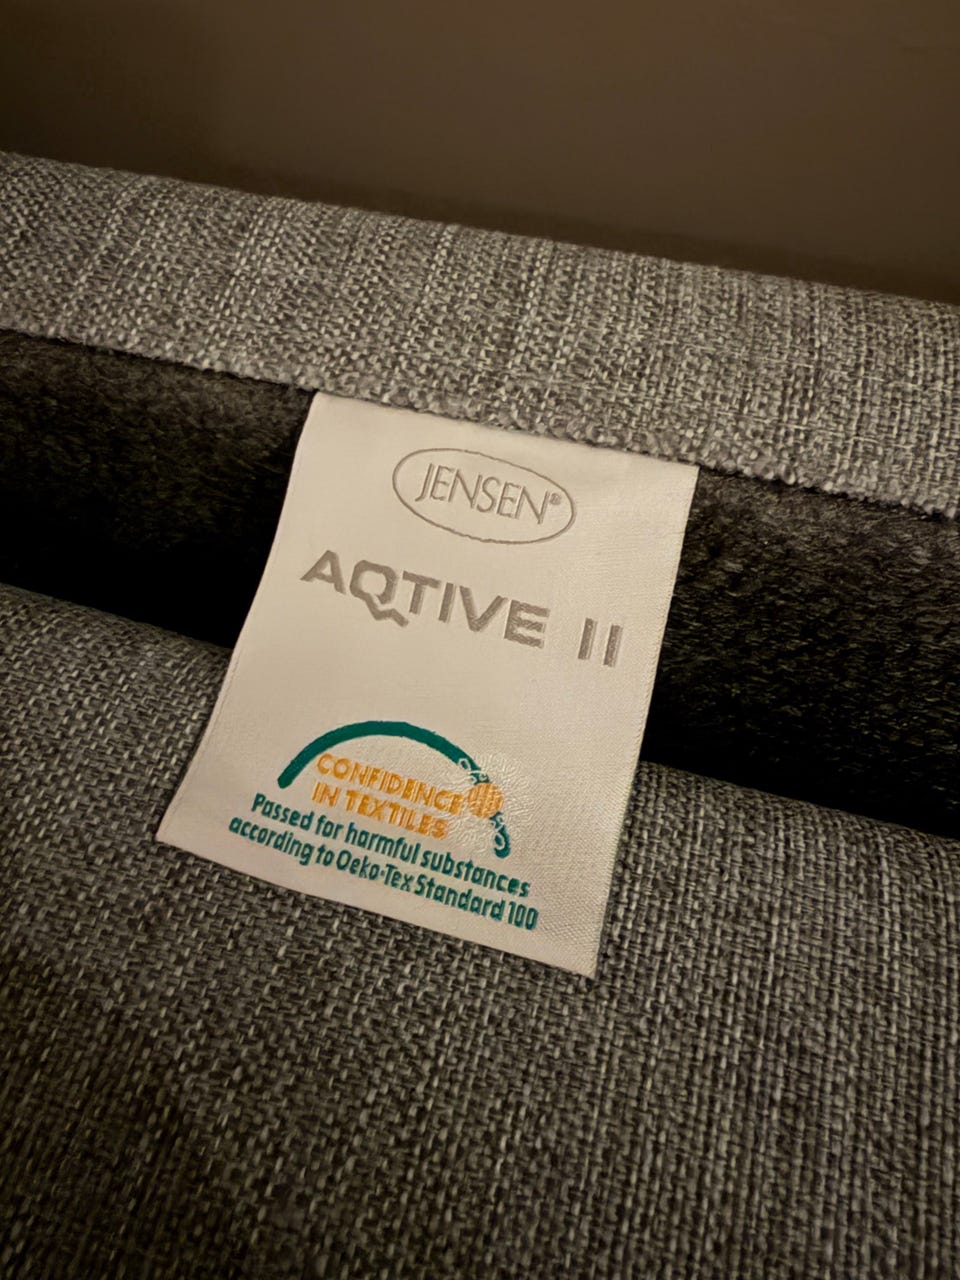 JENSEN®
AQTIVE II
CONFIDENCE
IN TEXTILES
Passed for harmful substances
according to Oeko-Tex Standard 100